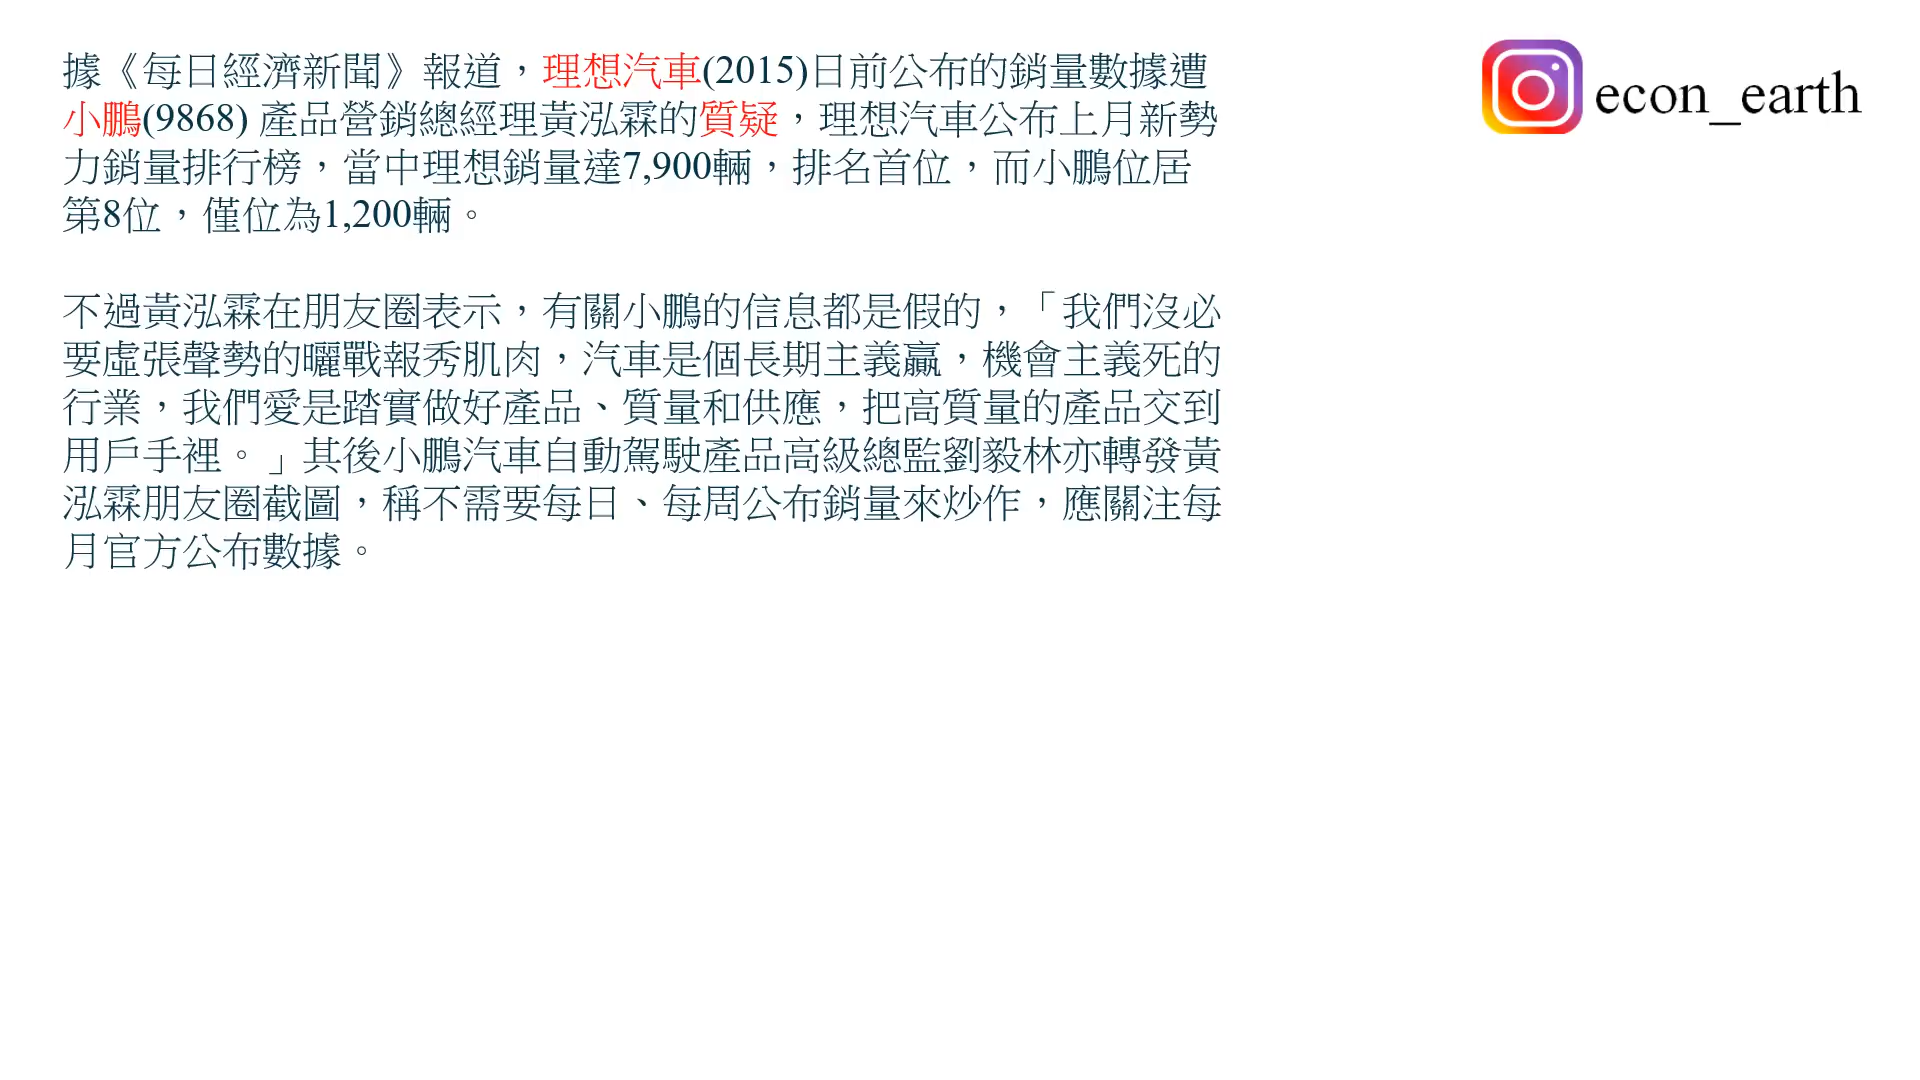 據《每日經濟新聞》報道，理想汽車(2015)日前公布的銷量數據遭
小鵬(9868) 產品營銷總經理黃泓霖的質疑，理想汽車公布上月新勢
力銷量排行榜，當中理想銷量達7,900輛，排名首位，而小鵬位居
第8位，僅位為1,200輛。
不過黃泓霖在朋友圈表示，有關小鵬的信息都是假的，「我們沒必
要虛張聲勢的曬戰報秀肌肉，汽車是個長期主義贏，機會主義死的
行業，我們愛是踏實做好產品、質量和供應，把高質量的產品交到
用戶手裡。」其後小鵬汽車自動駕駛產品高級總監劉毅林亦轉發黃
泓霖朋友圈截圖，稱不需要每日、每周公布銷量來炒作，應關注每
月官方公布數據。
econ_earth